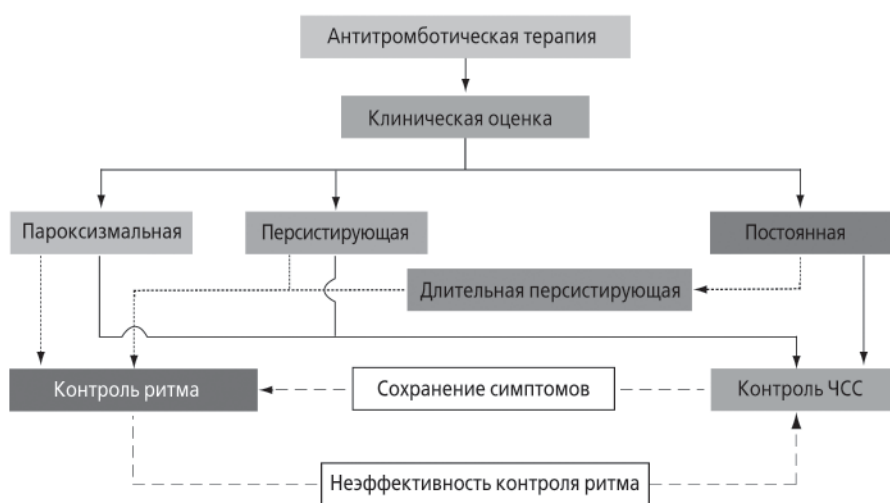 Антитромботическая терапия
Клиническая оценка
Пароксизмальная
Персистирующая
Постоянная
Длительная персистирующая
Контроль ритма
Сохранение симптомов
Контроль ЧСС
Неэффективность контроля ритма